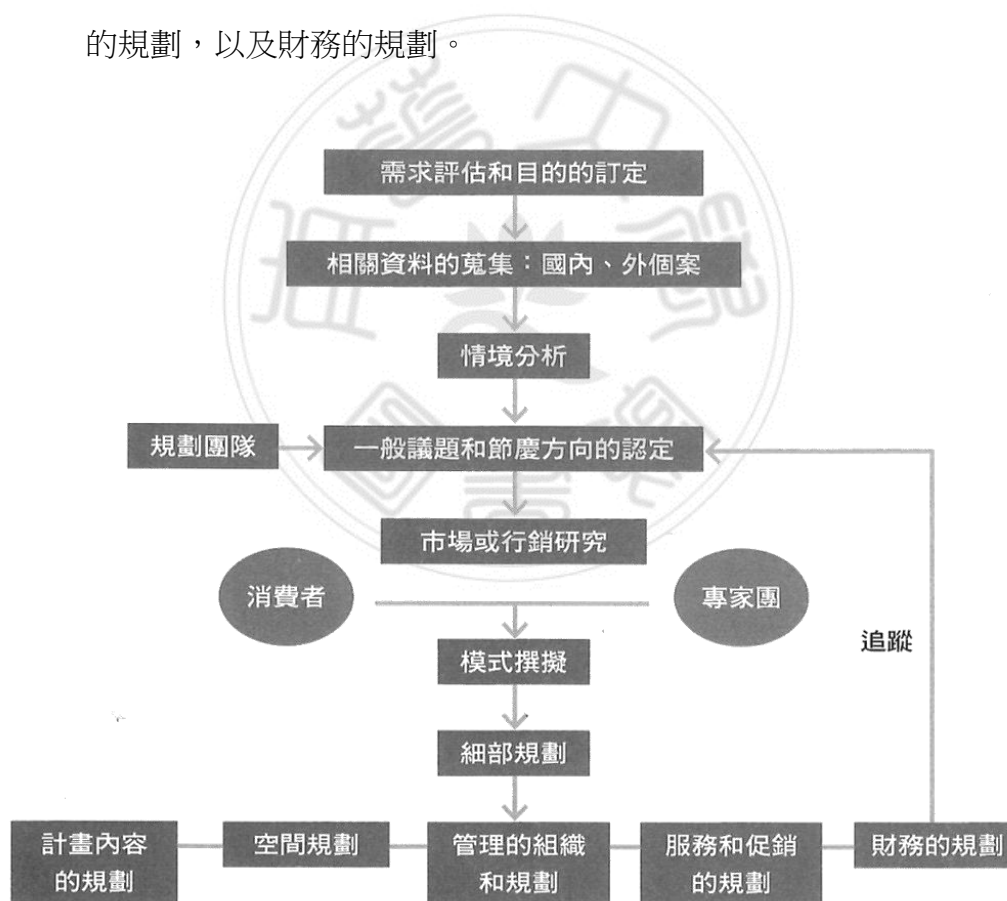 的規劃，以及財務的規劃。
需求評估和目的的訂定
相關資料的蒐集：國內、外個案
情境分析
規劃團隊
一般議題和節慶方向的認定
市場或行銷研究
消費者
專家團
追蹤
模式撰擬
細部規劃
計畫內容
的規劃
空間規劃
管理的組織
和規劃
服務和促銷
的規劃
財務的規劃